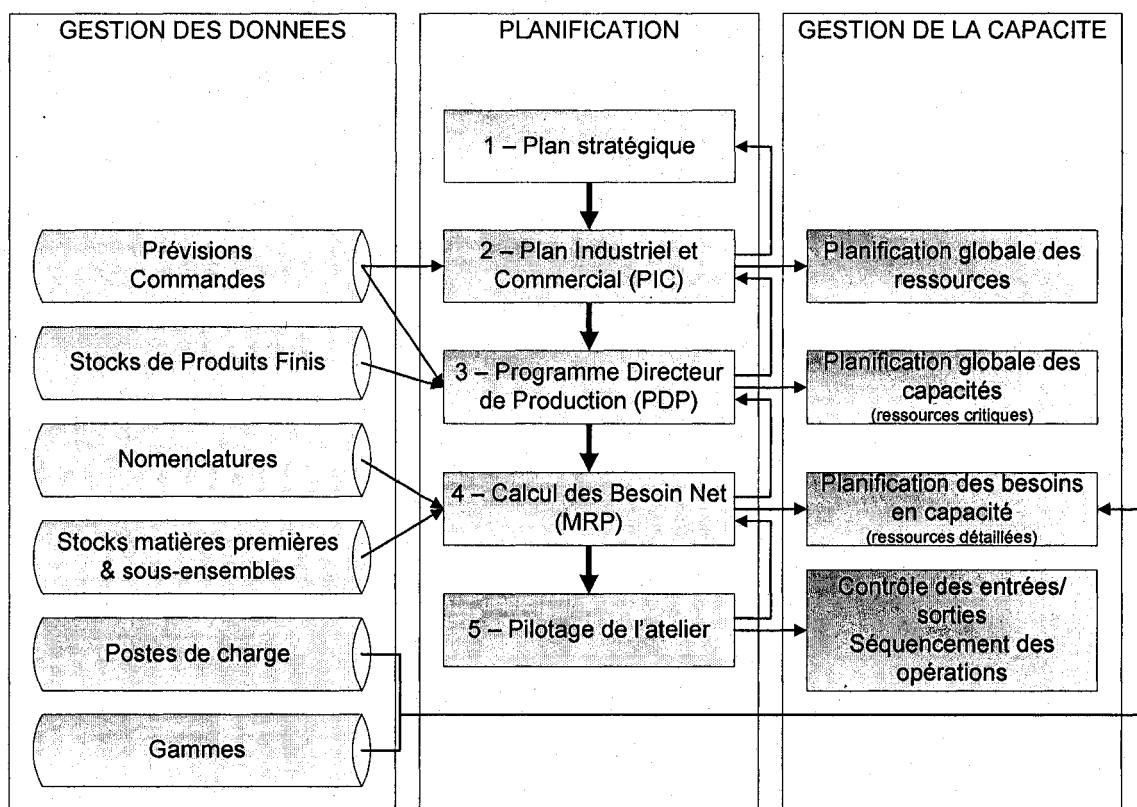 GESTION DES DONNEES
PLANIFICATION
GESTION DE LA CAPACITE
1 – Plan stratégique
Prévisions
Commandes
2 – Plan Industriel et
Commercial (PIC)
Planification globale des
ressources
Stocks de Produits Finis
3 – Programme Directeur
de Production (PDP)
Planification globale des
capacités
(ressources critiques)
Nomenclatures
4 – Calcul des Besoin Net
(MRP)
Planification des besoins
en capacité
(ressources détaillées)
Stocks matières premières
& sous-ensembles
Postes de charge
5 – Pilotage de l'atelier
Contrôle des entrées/
sorties
Séquencement des
opérations
Gammes